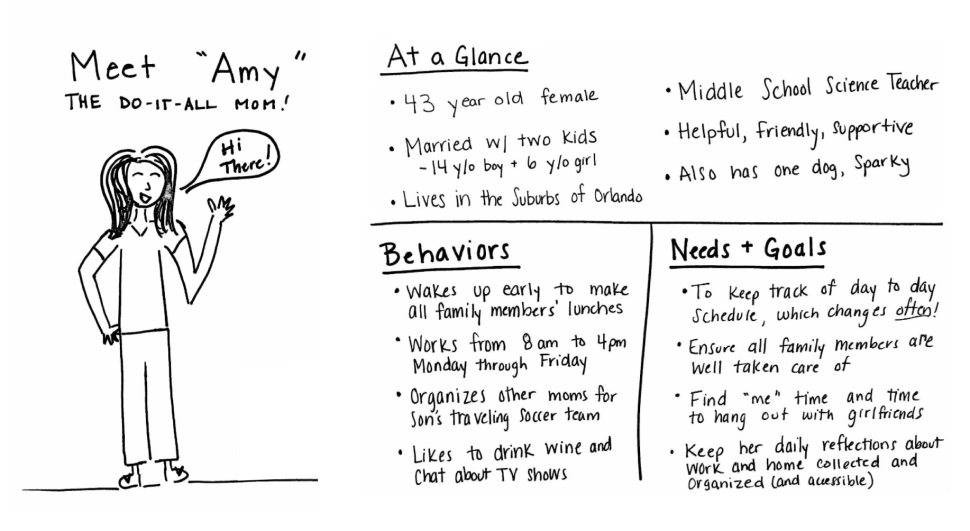 Meet "Amy"
THE DO-IT-ALL MOM!
Hi
There!
At a Glance
• 43 year old female
• Married w/ two kids
- 14 y/o boy + 6 y/o girl
• Lives in the Suburbs of Orlando
• Middle School Science Teacher
• Helpful, Friendly, Supportive
• Also has one dog, Sparky
Behaviors
• Wakes up early to make
all family members' lunches
• Works from 8am to 4pm
Monday through Friday
• Organizes other moms for
Son's traveling Soccer team
• Likes to drink wine and
Chat about TV shows
Needs + Goals
• To keep track of day to day
Schedule, which changes often!
• Ensure all family members are
well taken care of
• Find "me" time and time
to hang out with girlfriends
• Keep her daily reflections about
work and home collected and
Organized (and accessible)